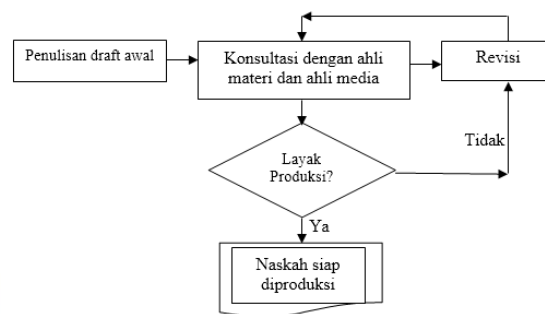 Penulisan draft awal
Konsultasi dengan ahli
materi dan ahli media
Revisi
Layak
Produksi?
Tidak
Ya
Naskah siap
diproduksi